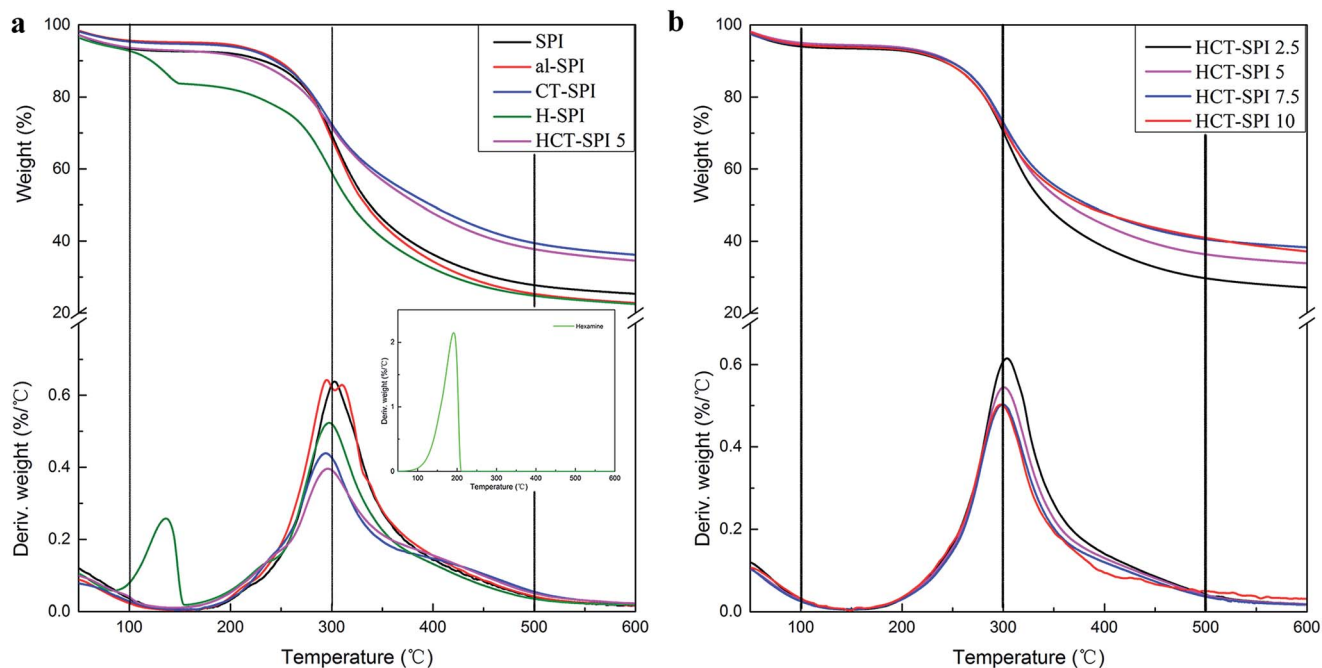 a
100
80
60
40
20
0.6
0.4
0.2
0.0
Weight (%)
Deriv. weight (%/℃)
SPI
al-SPI
CT-SPI
H-SPI
HCT-SPI 5
Hexamine
2
1
0
Deriv. weight (%/℃)
100 200 300 400 500 600
Temperature (℃)
100 200 300 400 500 600
Temperature (℃)
b
100
80
60
40
20
0.6
0.4
0.2
0.0
Weight (%)
Deriv. weight (%/℃)
HCT-SPI 2.5
HCT-SPI 5
HCT-SPI 7.5
HCT-SPI 10
100 200 300 400 500 600
Temperature (℃)